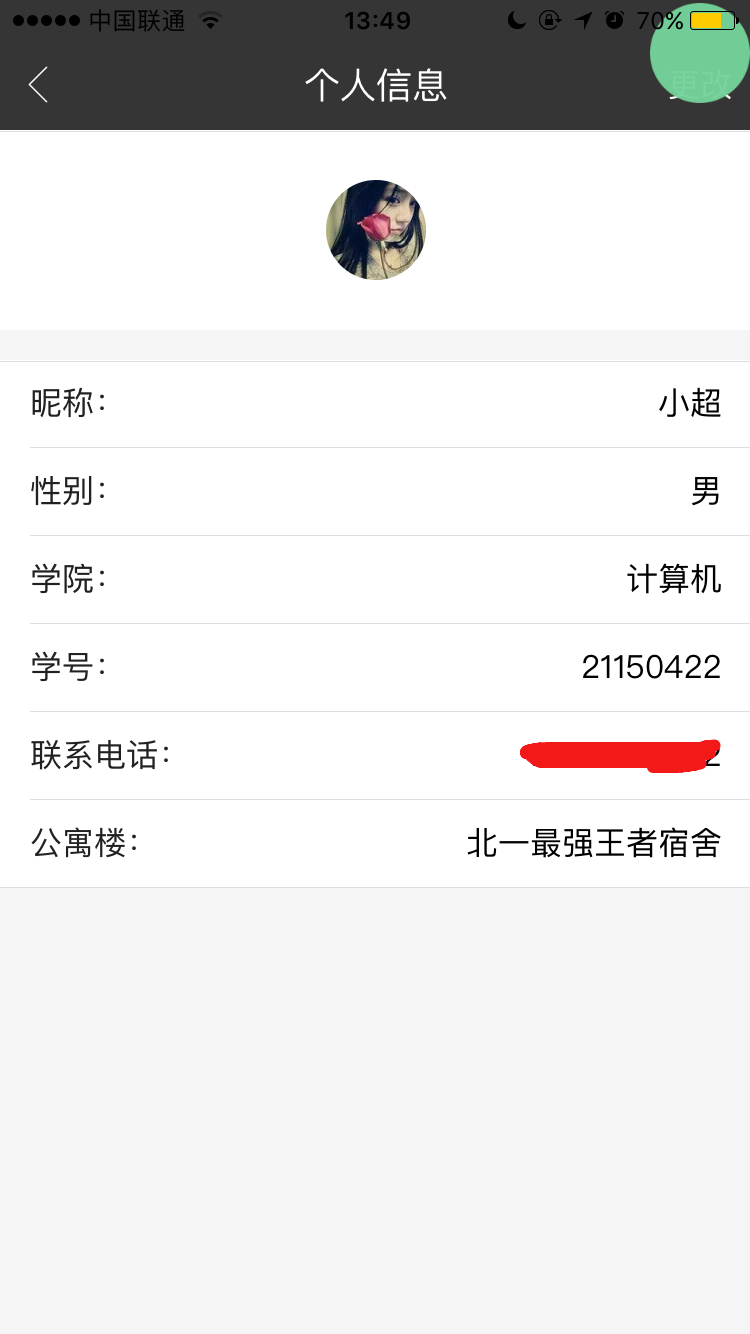 中国联通 13:49 70%
个人信息 更改
昵称: 小超
性别: 男
学院: 计算机
学号: 21150422
联系电话: 2
公寓楼: 北一最强王者宿舍